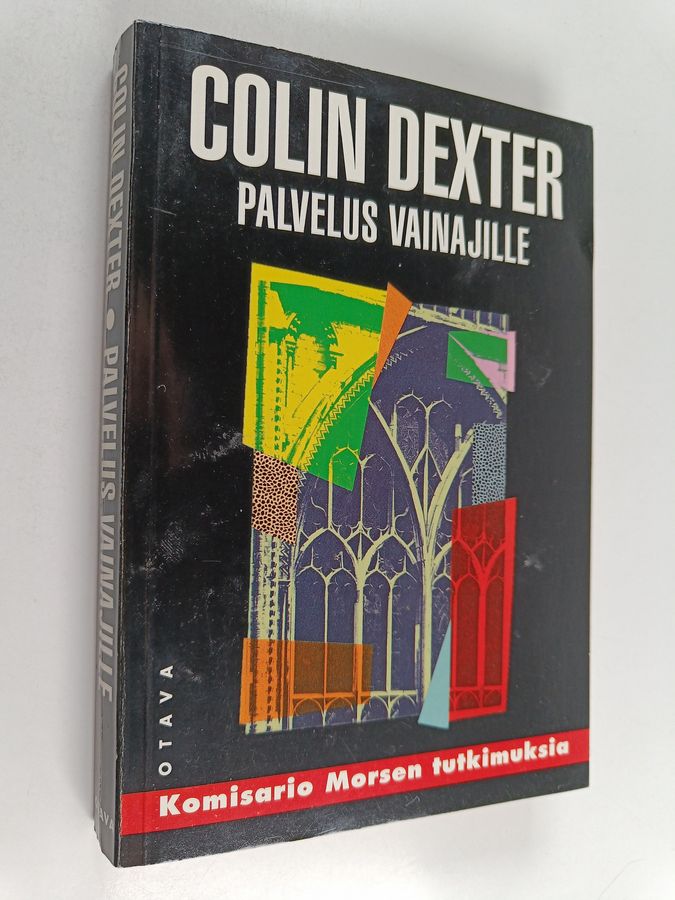 COLIN DEXTER
PALVELUS VAINAJILLE
OTAVA
Komisario Morsen tutkimuksia
COLIN DEXTER • PALVELUS VAINAJILLE